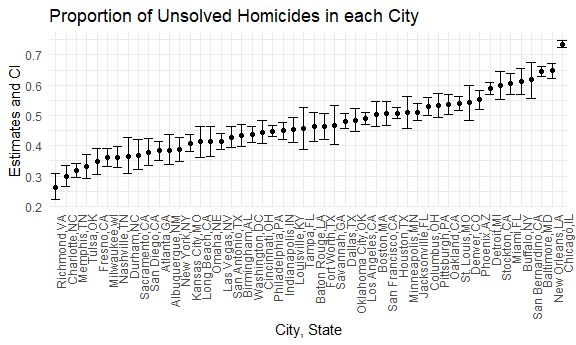 Proportion of Unsolved Homicides in each City
Estimates and CI
0.7
0.6
0.5
0.4
0.3
0.2
Richmond,VA
Charlotte,NC
Memphis,TN
Tulsa,OK
Fresno,CA
Milwaukee,wI
Nashville,TN
Durham,NC
Sacramento,CA
San Diego,CA
Atlanta,GA
Albuquerque,NM
New York,NY
Kansas City,MO
Long Beach,CA
Omaha,NE
Las Vegas,NV
San Antonio,TX
Birmingham,AL
Washington,DC
Cincinnati,OH
Philadelphia,PA
Indianapolis,IN
Louisville,KY
Tampa,FL
Baton Rouge,LA
Fort Worth,TX
Savannah,GA
Dallas,TX
Oklahoma City,OK
Los Angeles,CA
Boston,MA
San Francisco,CA
Houston,TX
Minneapolis,MN
Jacksonville,FL
Columbus,OH
Pittsburgh,PA
Oakland,CA
St. Louis,MO
Denver,CO
Phoenix,AZ
Detroit,MI
Stockton,CA
Miami,FL
Buffalo,NY
San Bernardino,CA
Baltimore,MD
New Orleans,LA
Chicago,IL
City, State